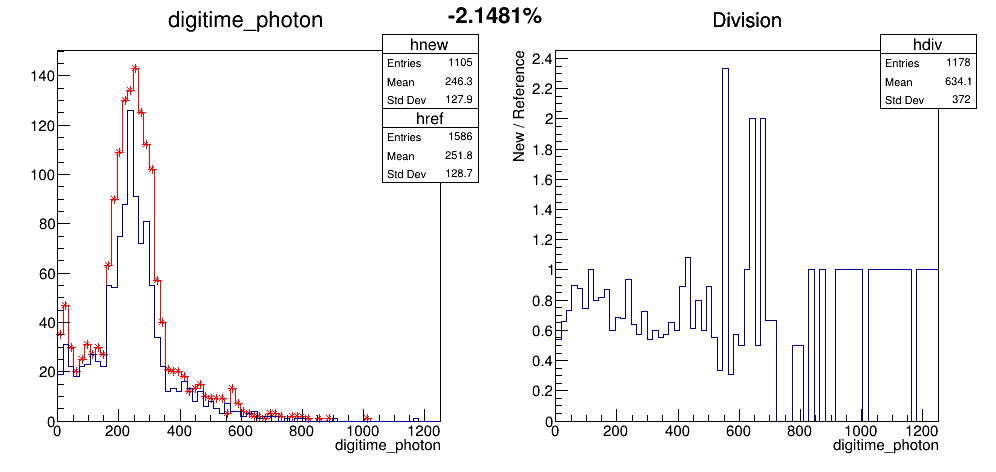 -2.1481%
digitime_photon
hnew
Entries 1105
Mean 246.3
Std Dev 127.9
href
Entries 1586
Mean 251.8
Std Dev 128.7
140
120
100
80
60
40
20
0
0 200 400 600 800 1000 1200
digitime_photon
Division
hdiv
Entries 1178
Mean 634.1
Std Dev 372
New / Reference
2.4
2.2
2
1.8
1.6
1.4
1.2
1
0.8
0.6
0.4
0.2
0
0 200 400 600 800 1000 1200
digitime_photon